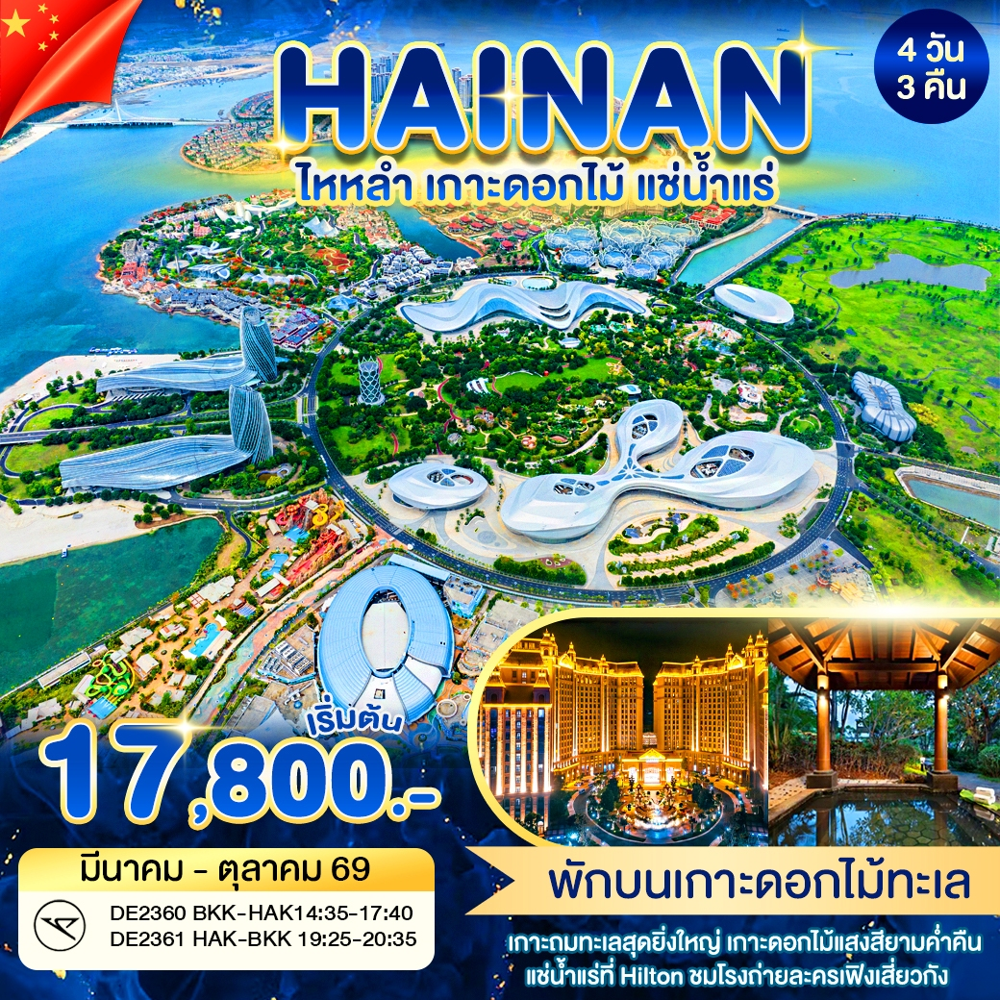 4 วัน
3 คืน
HAINAN
ไหหลำ เกาะดอกไม้ แช่น้ำแร่
เริ่มต้น
17,800.-
มีนาคม - ตุลาคม 69
DE2360 BKK-HAK14:35-17:40
DE2361 HAK-BKK 19:25-20:35
พักบนเกาะดอกไม้ทะเล
เกาะถมทะเลสุดยิ่งใหญ่ เกาะดอกไม้แสงสียามค่ำคืน
แช่น้ำแร่ที่ Hilton ชมโรงถ่ายละครเฟิงเสี่ยวกัง